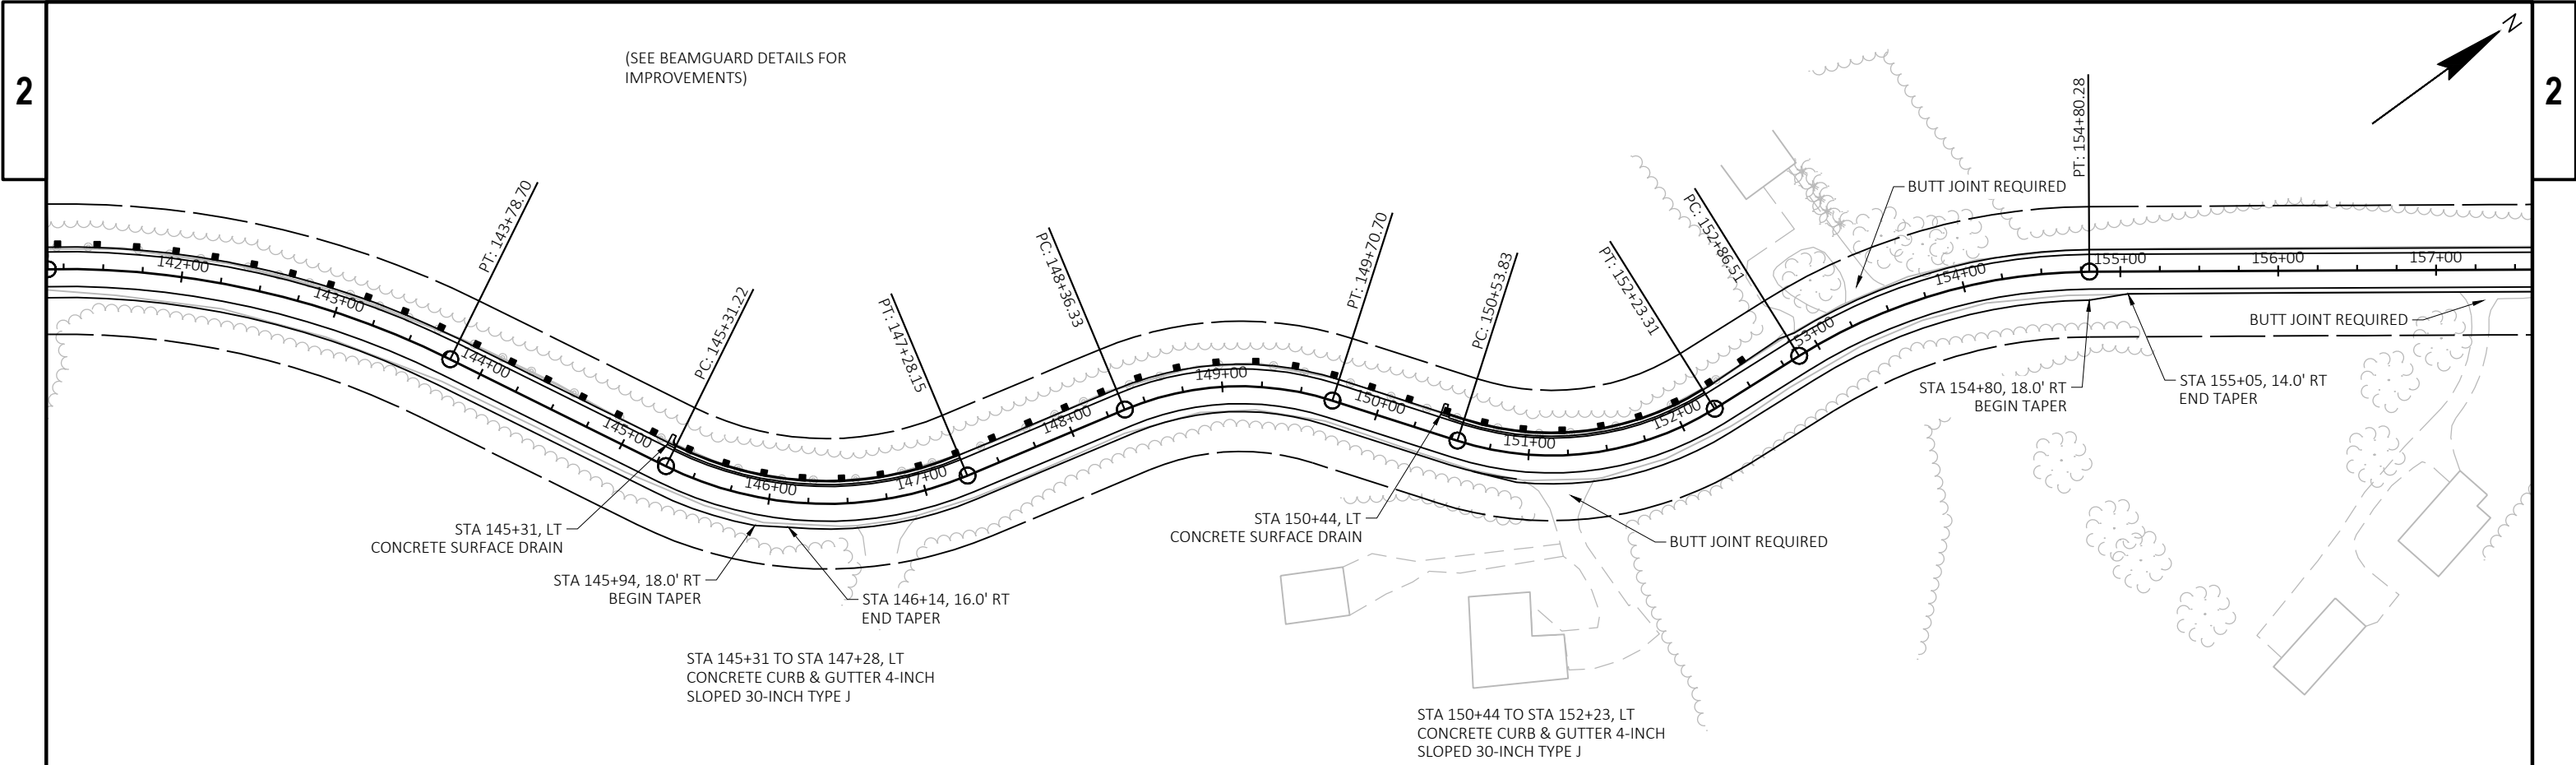 2
2
N
(SEE BEAMGUARD DETAILS FOR
IMPROVEMENTS)
PT: 143+78.70
PC: 145+31.22
PT: 147+28.15
PC: 148+36.33
PT: 149+70.70
PC: 150+53.83
PT: 152+23.31
PC: 152+86.51
PT: 154+80.28
BUTT JOINT REQUIRED
142+00
143+00
144+00
145+00
146+00
147+00
148+00
149+00
150+00
151+00
152+00
53+00
154+00
155+00
156+00
157+00
BUTT JOINT REQUIRED
STA 154+80, 18.0' RT
BEGIN TAPER
STA 155+05, 14.0' RT
END TAPER
STA 145+31, LT
CONCRETE SURFACE DRAIN
STA 150+44, LT
CONCRETE SURFACE DRAIN
BUTT JOINT REQUIRED
STA 145+94, 18.0' RT
BEGIN TAPER
STA 146+14, 16.0' RT
END TAPER
STA 145+31 TO STA 147+28, LT
CONCRETE CURB & GUTTER 4-INCH
SLOPED 30-INCH TYPE J
STA 150+44 TO STA 152+23, LT
CONCRETE CURB & GUTTER 4-INCH
SLOPED 30-INCH TYPE J